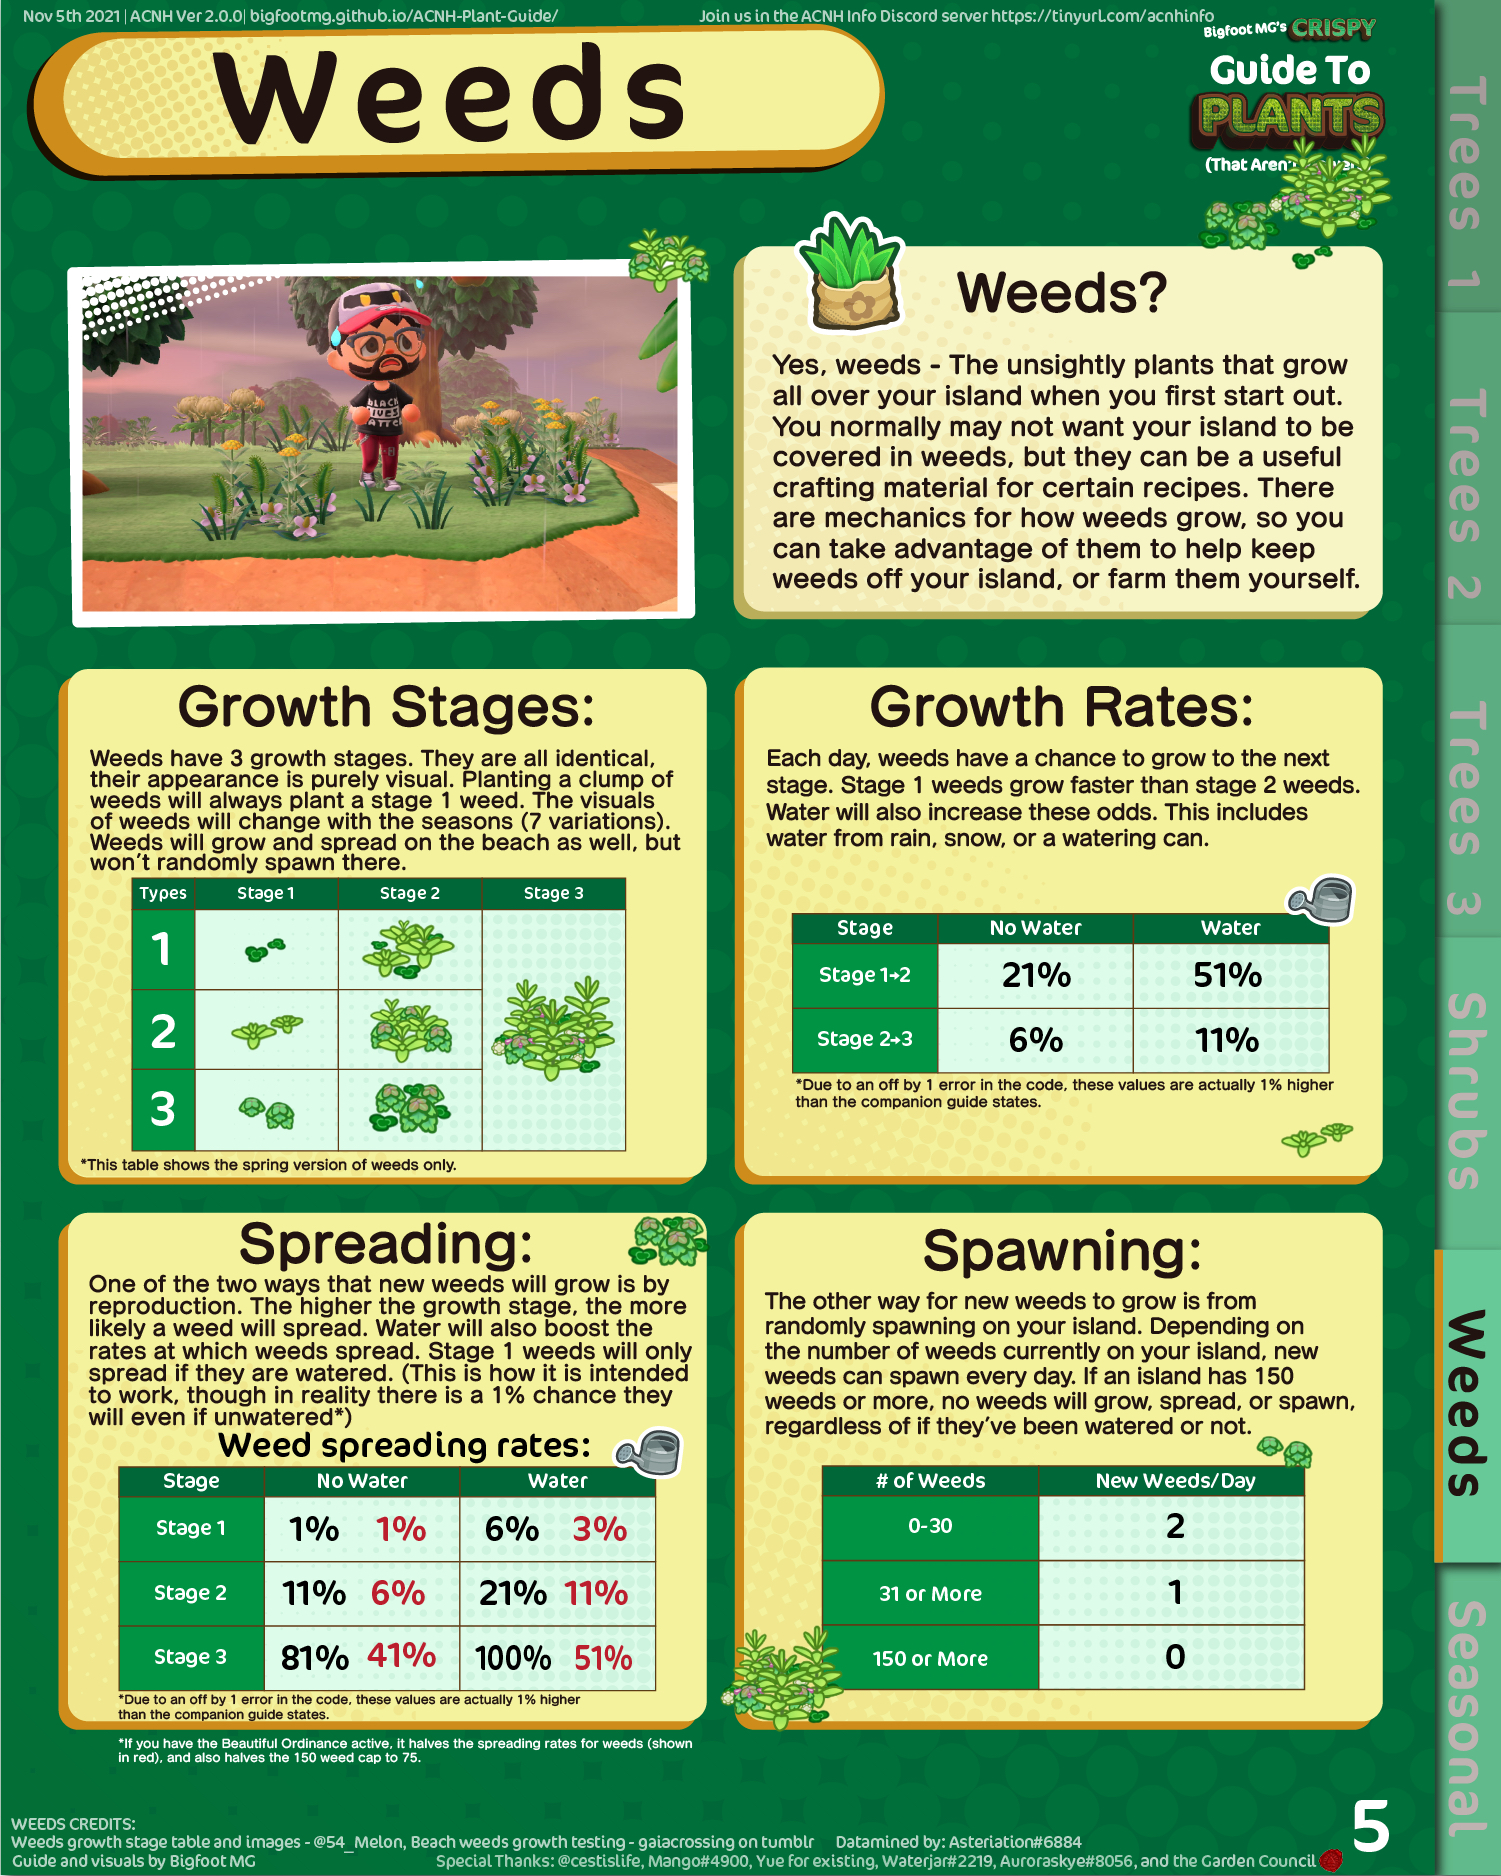 Nov 5th 2021 | ACNH Ver 2.0.0| bigfootmg.github.io/ACNH-Plant-Guide/
Join us in the ACNH Info Discord server https://tinyurl.com/acnhinfo
Bigfoot MG's CRISPY
Guide To
PLANTS
(That Aren't
Weeds
BLACK
LIVES
MATTER
Weeds?
Yes, weeds - The unsightly plants that grow
all over your island when you first start out.
You normally may not want your island to be
covered in weeds, but they can be a useful
crafting material for certain recipes. There
are mechanics for how weeds grow, so you
can take advantage of them to help keep
weeds off your island, or farm them yourself.
Growth Stages:
Weeds have 3 growth stages. They are all identical,
their appearance is purely visual. Planting a clump of
weeds will always plant a stage 1 weed. The visuals
of weeds will change with the seasons (7 variations).
Weeds will grow and spread on the beach as well, but
won't randomly spawn there.
Types Stage 1 Stage 2 Stage 3
1
2
3
*This table shows the spring version of weeds only.
Growth Rates:
Each day, weeds have a chance to grow to the next
stage. Stage 1 weeds grow faster than stage 2 weeds.
Water will also increase these odds. This includes
water from rain, snow, or a watering can.
Stage No Water Water
Stage 1→2 21% 51%
Stage 2→3 6% 11%
*Due to an off by 1 error in the code, these values are actually 1% higher
than the companion guide states.
Spreading:
One of the two ways that new weeds will grow is by
reproduction. The higher the growth stage, the more
likely a weed will spread. Water will also boost the
rates at which weeds spread. Stage 1 weeds will only
spread if they are watered. (This is how it is intended
to work, though in reality there is a 1% chance they
will even if unwatered*)
Weed spreading rates:
Stage No Water Water
Stage 1 1% 1% 6% 3%
Stage 2 11% 6% 21% 11%
Stage 3 81% 41% 100% 51%
*Due to an off by 1 error in the code, these values are actually 1% higher
than the companion guide states.
*If you have the Beautiful Ordinance active, it halves the spreading rates for weeds (shown
in red), and also halves the 150 weed cap to 75.
Spawning:
The other way for new weeds to grow is from
randomly spawning on your island. Depending on
the number of weeds currently on your island, new
weeds can spawn every day. If an island has 150
weeds or more, no weeds will grow, spread, or spawn,
regardless of if they've been watered or not.
# of Weeds New Weeds/Day
0-30 2
31 or More 1
150 or More 0
Trees 1
Trees 2
Trees 3
Shrubs
Weeds
Seasonal
WEEDS CREDITS:
Weeds growth stage table and images - @54_Melon, Beach weeds growth testing - gaiacrossing on tumblr Datamined by: Asteriation#6884
Guide and visuals by Bigfoot MG Special Thanks: @cestislife, Mango#4900, Yue for existing, Waterjar#2219, Auroraskye#8056, and the Garden Council
5